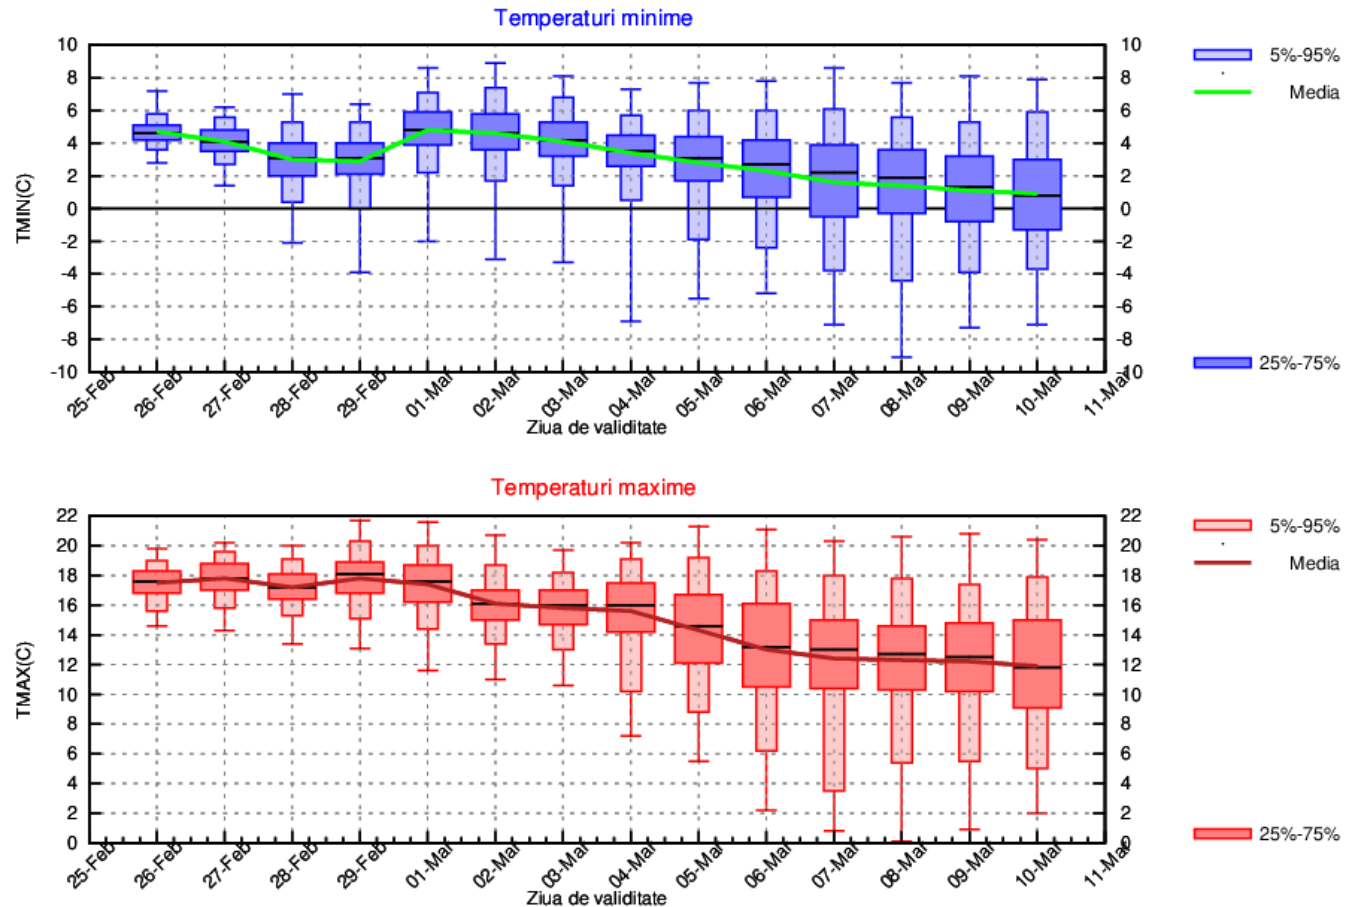 Temperaturi minime
TMIN(C)
10 8 6 4 2 0 -2 -4 -6 -8 -10
10 8 6 4 2 0 -2 -4 -6 -8 -10
25-Feb 26-Feb 27-Feb 28-Feb 29-Feb 01-Mar 02-Mar 03-Mar 04-Mar 05-Mar 06-Mar 07-Mar 08-Mar 09-Mar 10-Mar 11-Mar
Ziua de validitate
5%-95%
Media
25%-75%
Temperaturi maxime
TMAX(C)
22 20 18 16 14 12 10 8 6 4 2 0
22 20 18 16 14 12 10 8 6 4 2 0
25-Feb 26-Feb 27-Feb 28-Feb 29-Feb 01-Mar 02-Mar 03-Mar 04-Mar 05-Mar 06-Mar 07-Mar 08-Mar 09-Mar 10-Mar 11-Mar
Ziua de validitate
5%-95%
Media
25%-75%